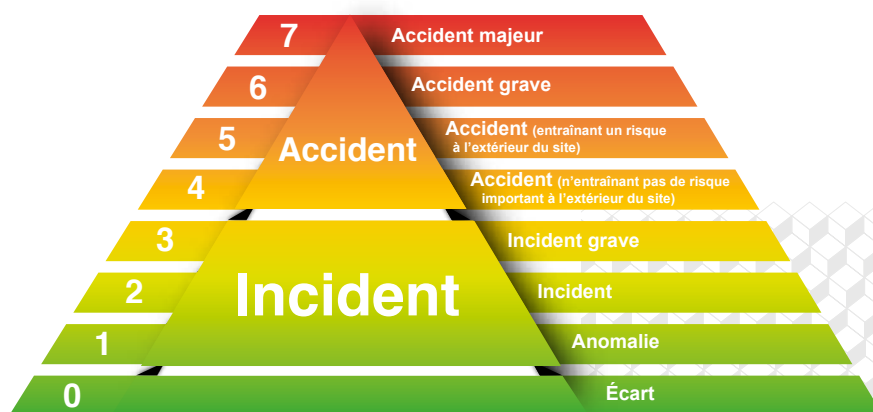 7 Accident majeur
6 Accident grave
5 Accident (entraînant un risque
à l'extérieur du site)
Accident
4 Accident (n'entraînant pas de risque
important à l'extérieur du site)
3 Incident grave
2 Incident
Incident
1 Anomalie
0 Écart